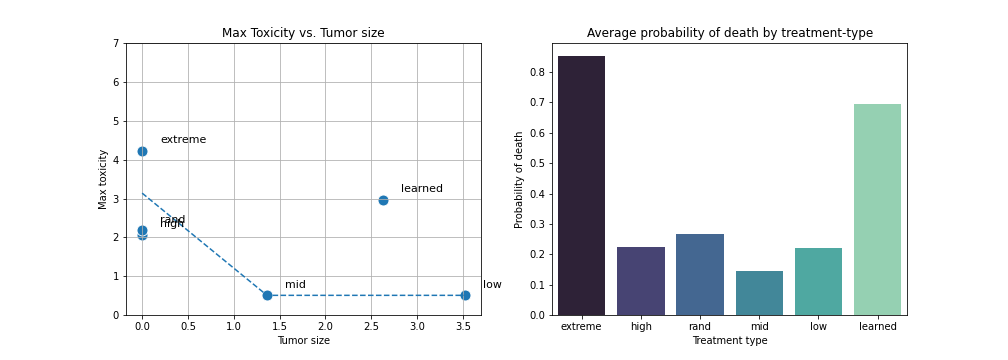 Max Toxicity vs. Tumor size
Max toxicity
7
6
5
4
3
2
1
0
extreme
learned
rand
high
mid
low
0.0 0.5 1.0 1.5 2.0 2.5 3.0 3.5
Tumor size
Average probability of death by treatment-type
Probability of death
0.8
0.7
0.6
0.5
0.4
0.3
0.2
0.1
0.0
extreme high rand mid low learned
Treatment type